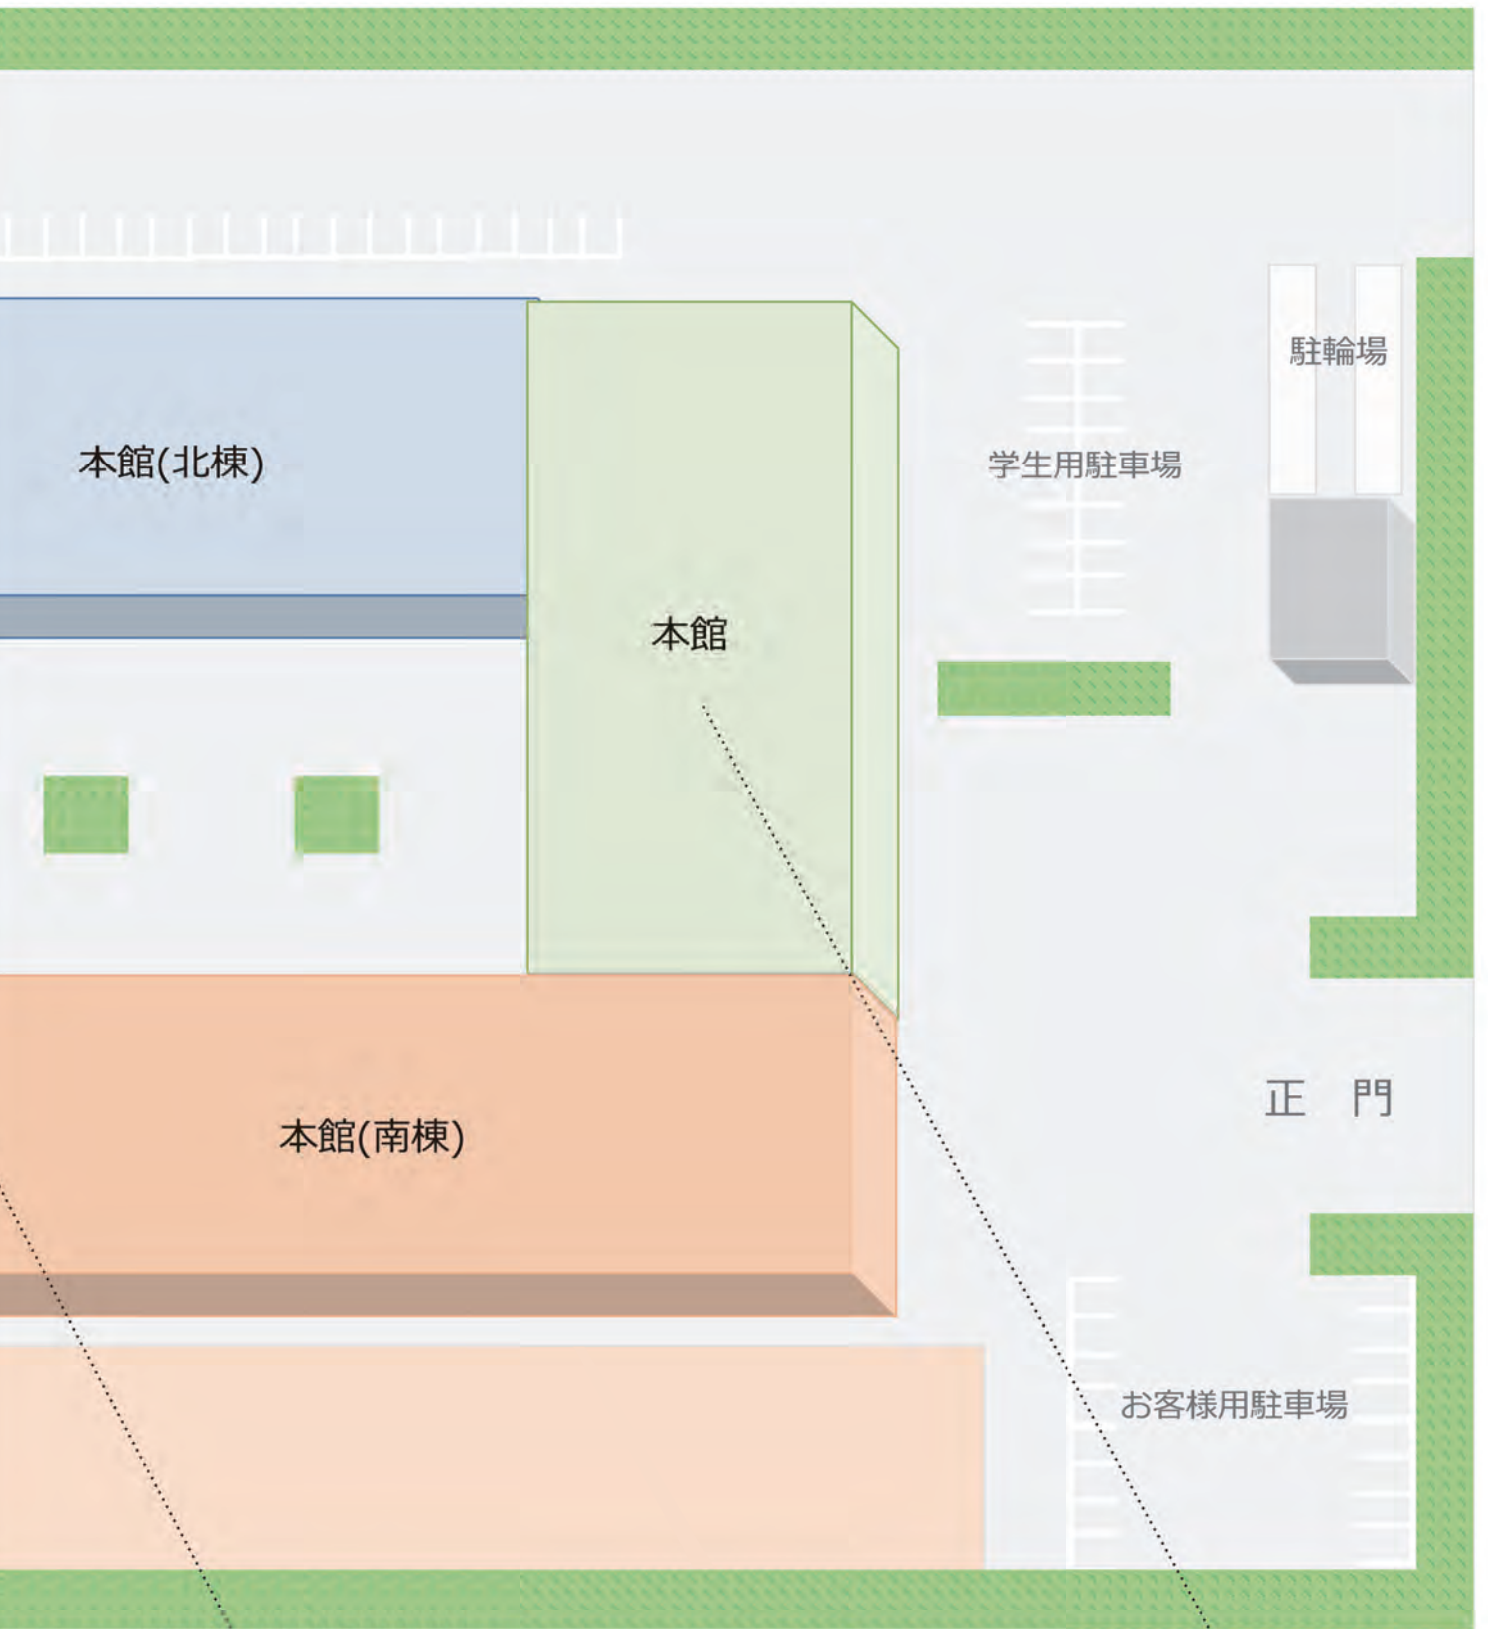 駐輪場
本館(北棟)
学生用駐車場
本館
正　門
本館(南棟)
お客様用駐車場